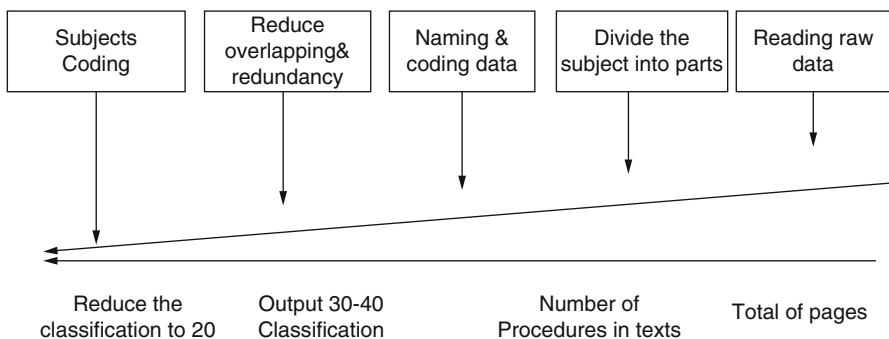 Subjects
Coding
Reduce
overlapping&
redundancy
Naming &
coding data
Divide the
subject into parts
Reading raw
data
Reduce the
classification to 20
Output 30-40
Classification
Number of
Procedures in texts
Total of pages